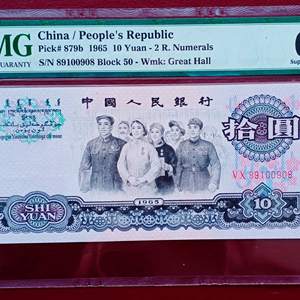 MG
China / People's Republic
GUARANTY
Pick# 879b 1965 10 Yuan - 2 R. Numerals
S/N 89100908 Block 50 - Wmk: Great Hall
中國人民銀行
拾圓
VX 89100908
1965
SHI
YUAN
10